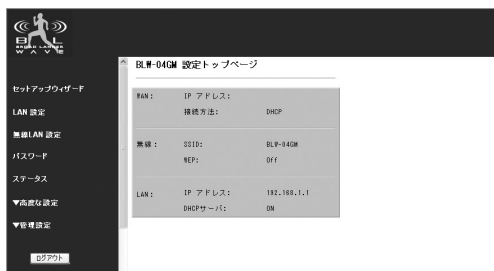 B L
BROAD LANNER
W A V E
セットアップウィザード
LAN 設定
無線LAN 設定
パスワード
ステータス
▼高度な設定
▼管理設定
ログアウト
BLW-04GM 設定トップページ
WAN: IP アドレス:
接続方法: DHCP
無線: SSID: BLW-04GM
WEP: Off
LAN: IP アドレス: 192.168.1.1
DHCPサーバ: ON